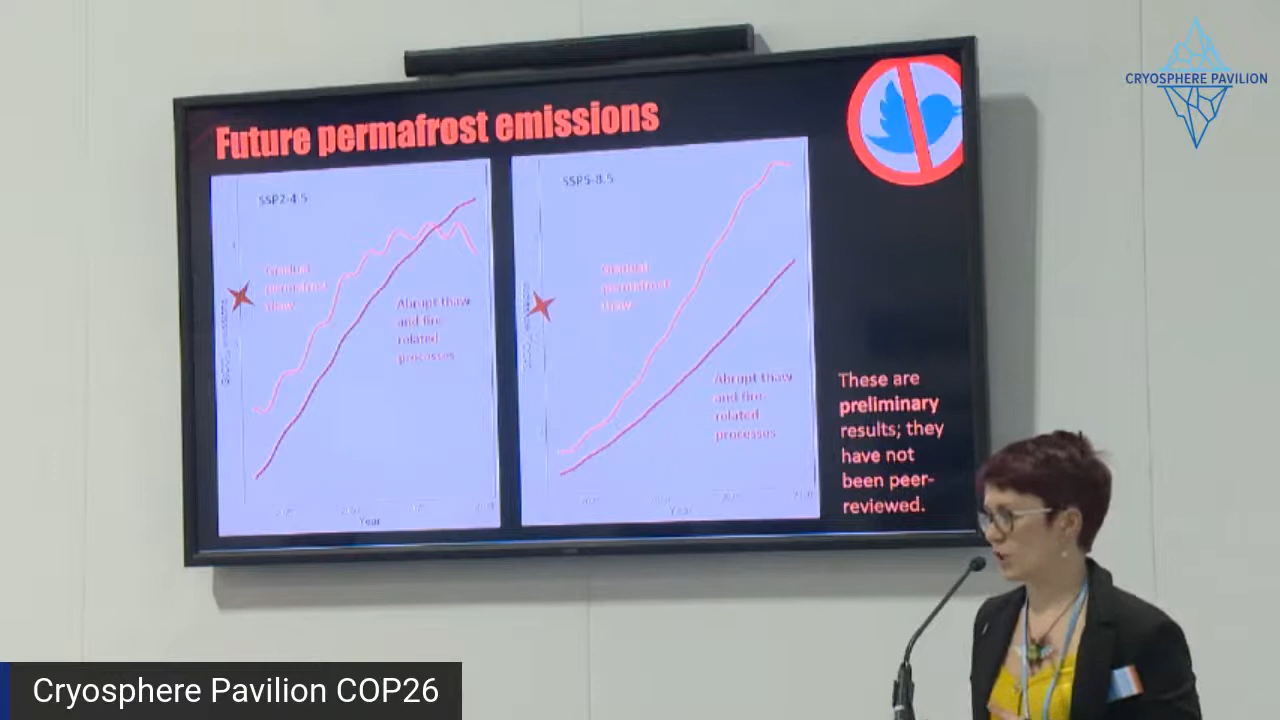 CRYOSPHERE PAVILION
Future permafrost emissions
SSP2-4.5
Gradual
permafrost
thaw
Abrupt thaw
and fire-
related
processes
Year
SSP5-8.5
Gradual
permafrost
thaw
Abrupt thaw
and fire-
related
processes
Year
These are
preliminary
results; they
have not
been peer-
reviewed.
Cryosphere Pavilion COP26